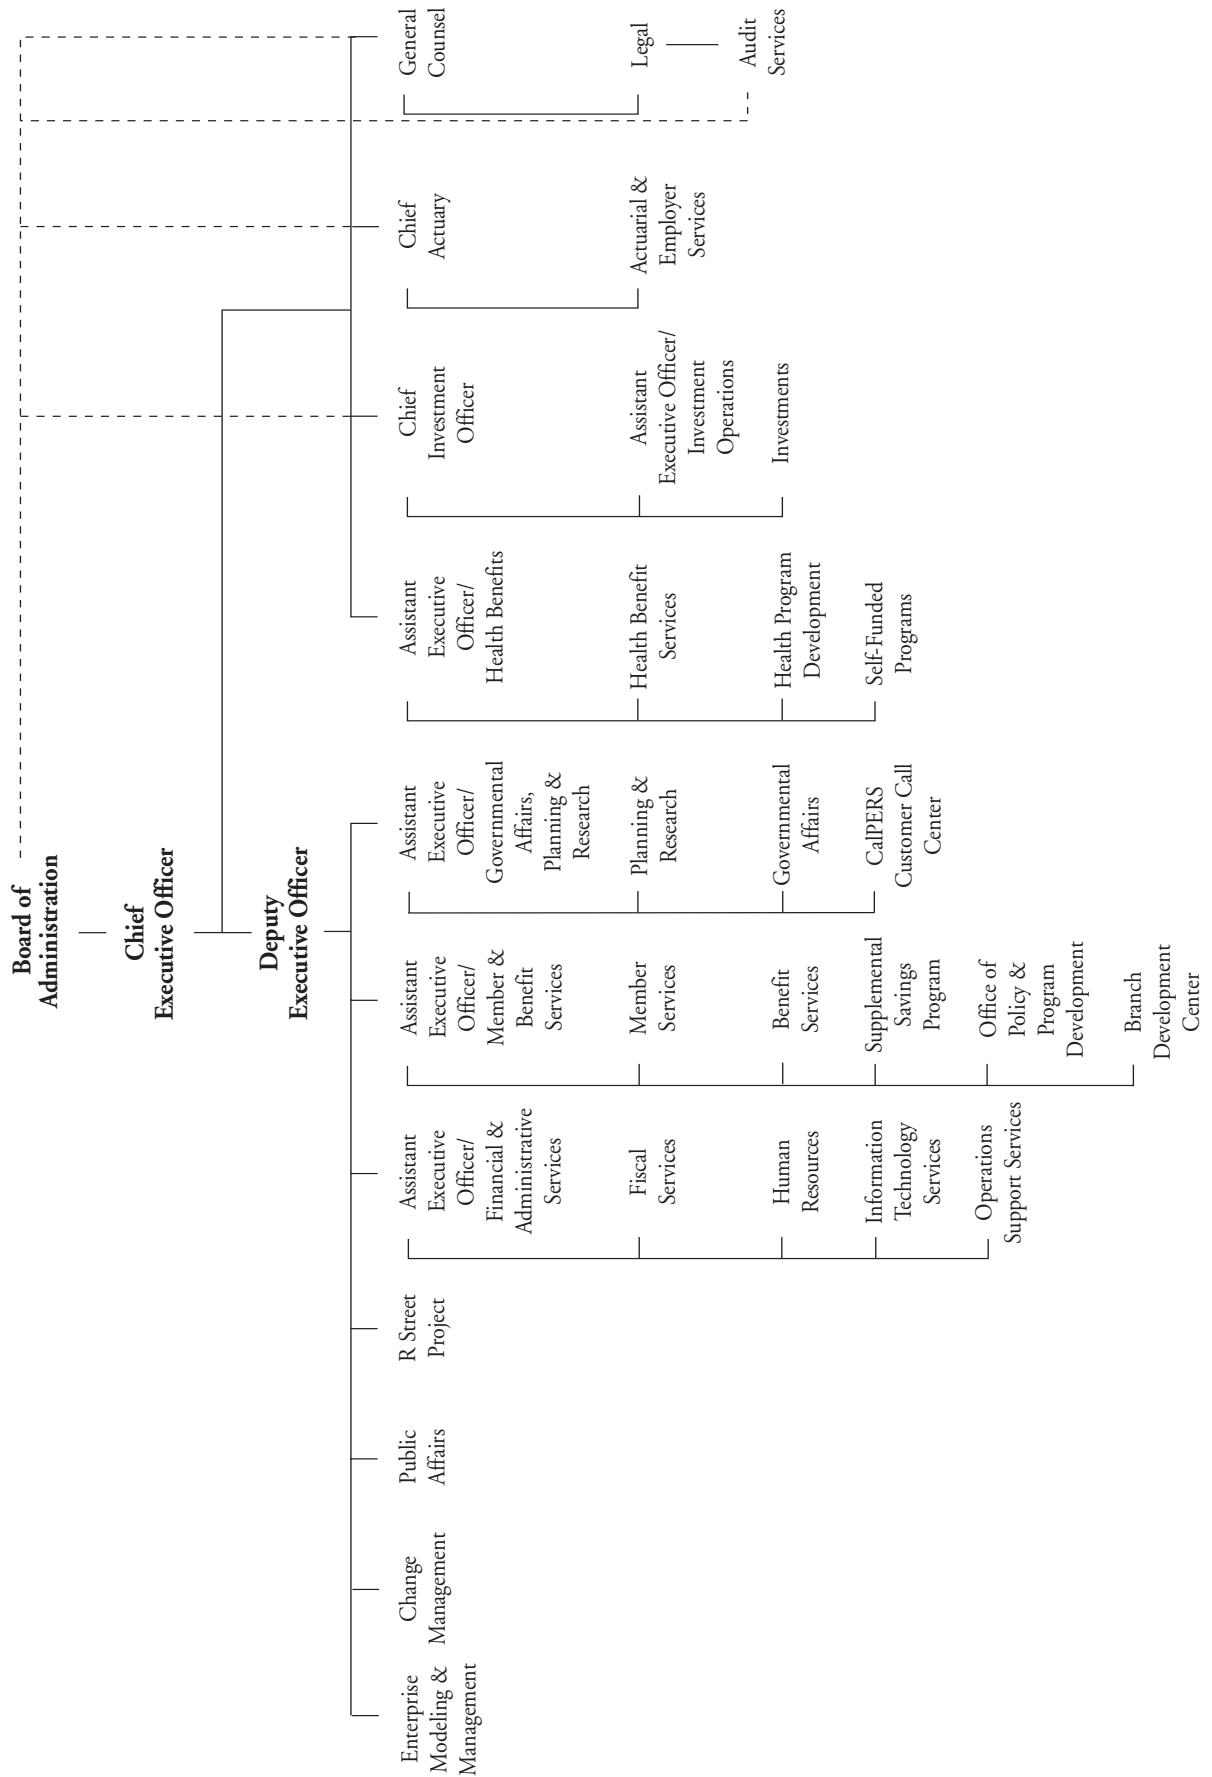 Board of
Administration
Chief
Executive Officer
Deputy
Executive Officer
Enterprise
Modeling &
Management
Change
Management
Public
Affairs
R Street
Project
Assistant
Executive
Officer/
Financial &
Administrative
Services
Fiscal
Services
Human
Resources
Information
Technology
Services
Operations
Support Services
Assistant
Executive
Officer/
Member &
Benefit
Services
Member
Services
Benefit
Services
Supplemental
Savings
Program
Office of
Policy &
Program
Development
Branch
Development
Center
Assistant
Executive
Officer/
Governmental
Affairs,
Planning &
Research
Planning &
Research
Governmental
Affairs
CalPERS
Customer Call
Center
Assistant
Executive
Officer/
Health Benefits
Health Benefit
Services
Health Program
Development
Self-Funded
Programs
Chief
Investment
Officer
Assistant
Executive Officer/
Investment
Operations
Investments
Chief
Actuary
Actuarial &
Employer
Services
General
Counsel
Legal
Audit
Services